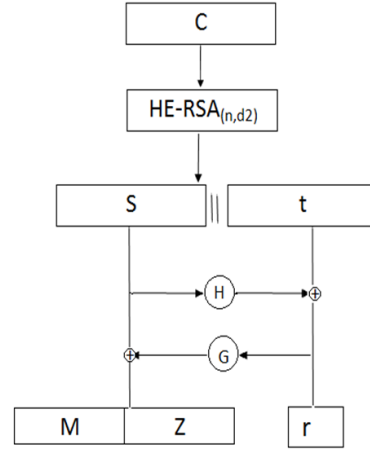 C
HE-RSA(n,d2)
S || t
H
G
M Z r